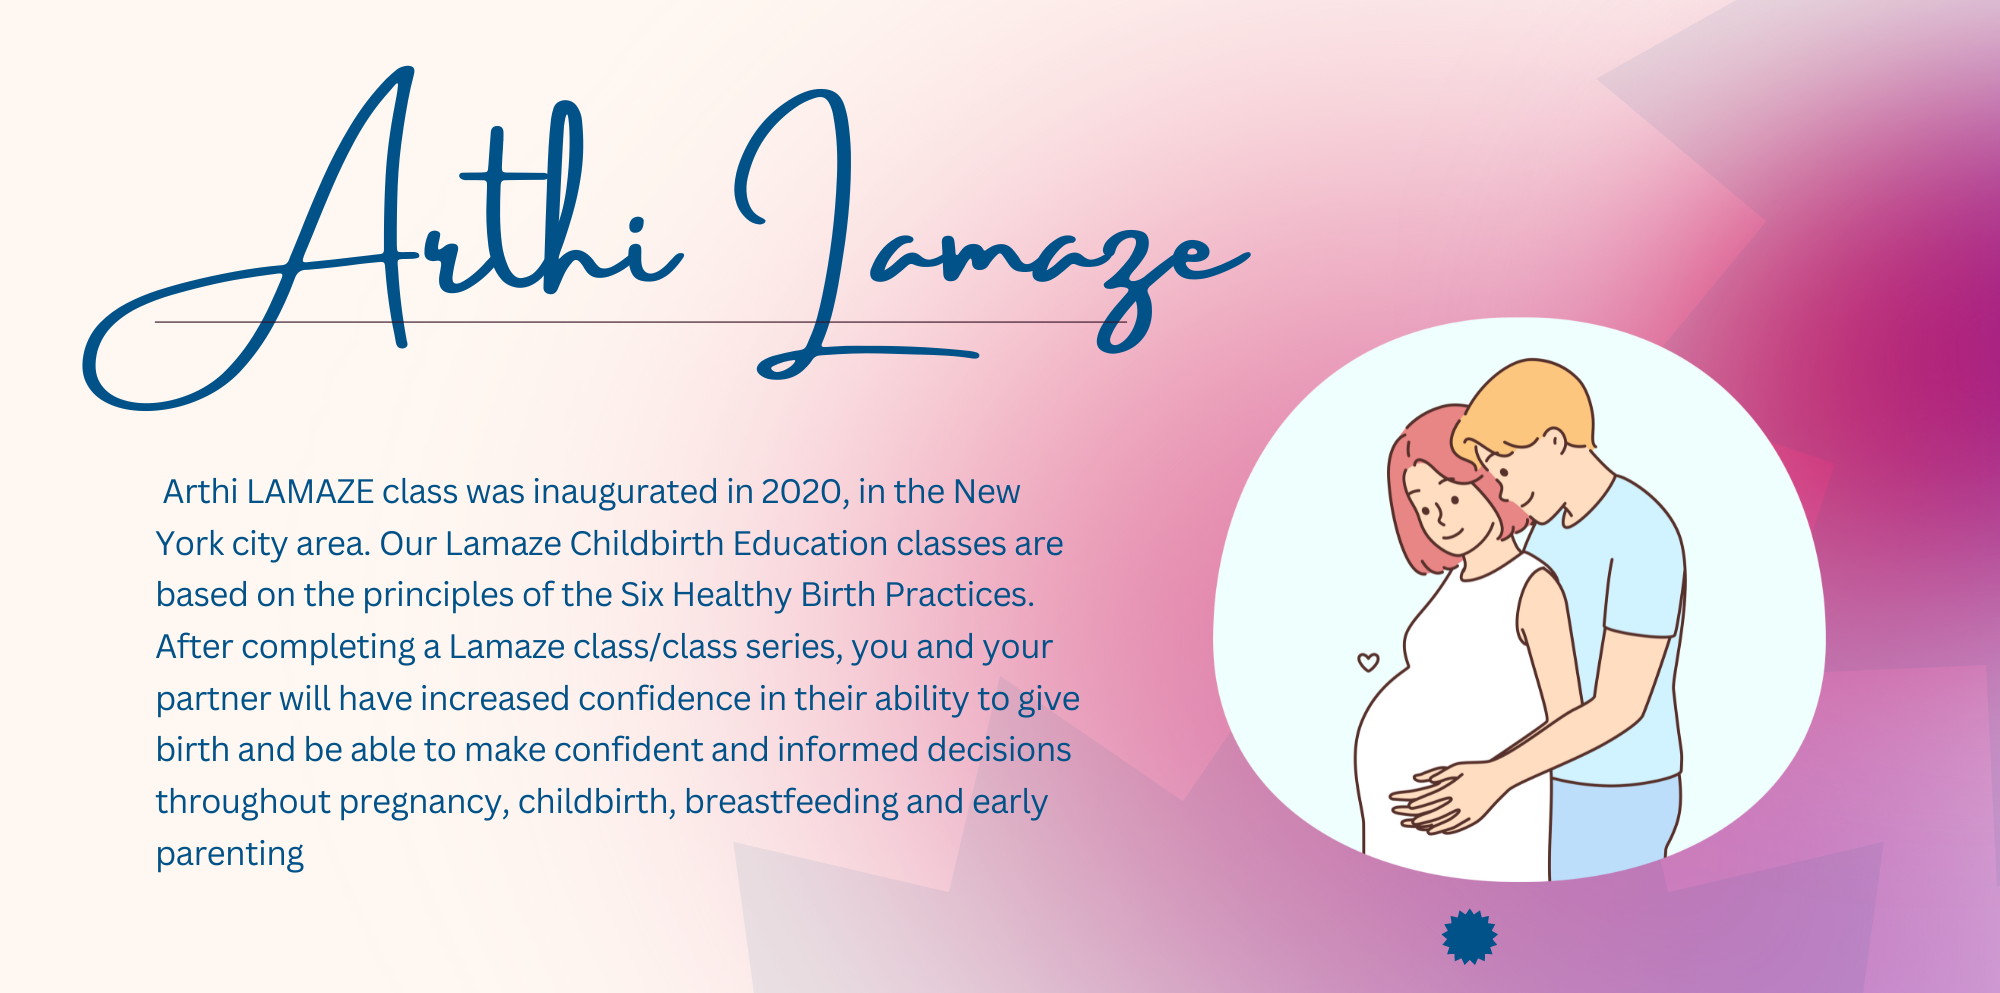 Arthi Lamaze
Arthi LAMAZE class was inaugurated in 2020, in the New
York city area. Our Lamaze Childbirth Education classes are
based on the principles of the Six Healthy Birth Practices.
After completing a Lamaze class/class series, you and your
partner will have increased confidence in their ability to give
birth and be able to make confident and informed decisions
throughout pregnancy, childbirth, breastfeeding and early
parenting